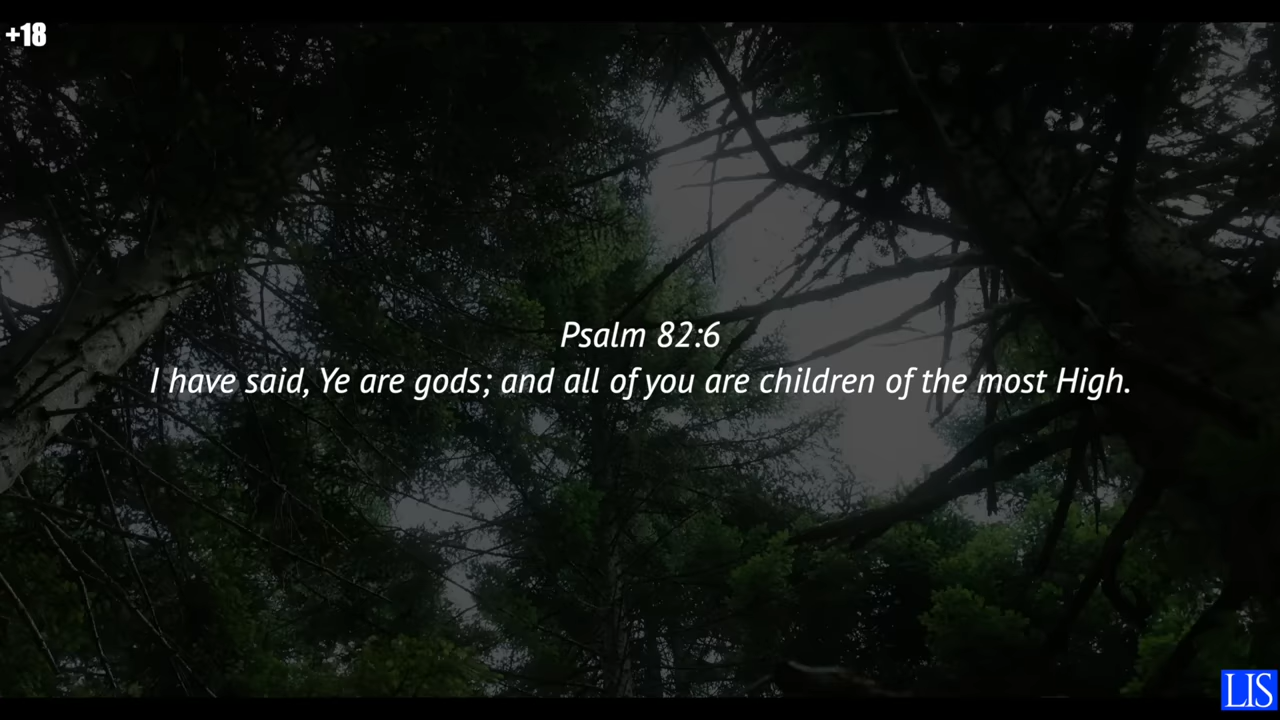 +18
Psalm 82:6
I have said, Ye are gods; and all of you are children of the most High.
LIS